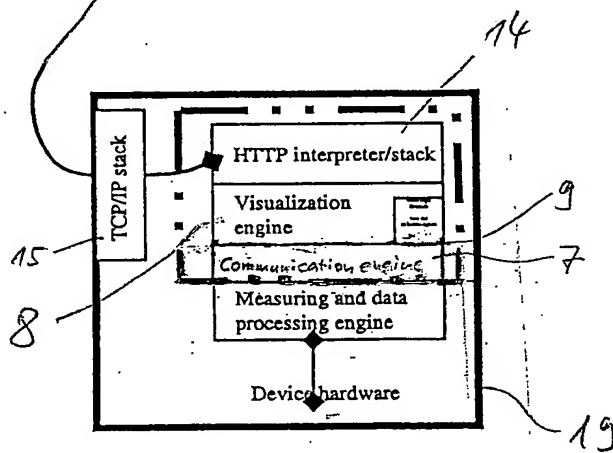 14
HTTP interpreter/stack
TCP/IP stack
Visualization
engine
9
15
Communication engine
7
8
Measuring and data
processing engine
Device hardware
19